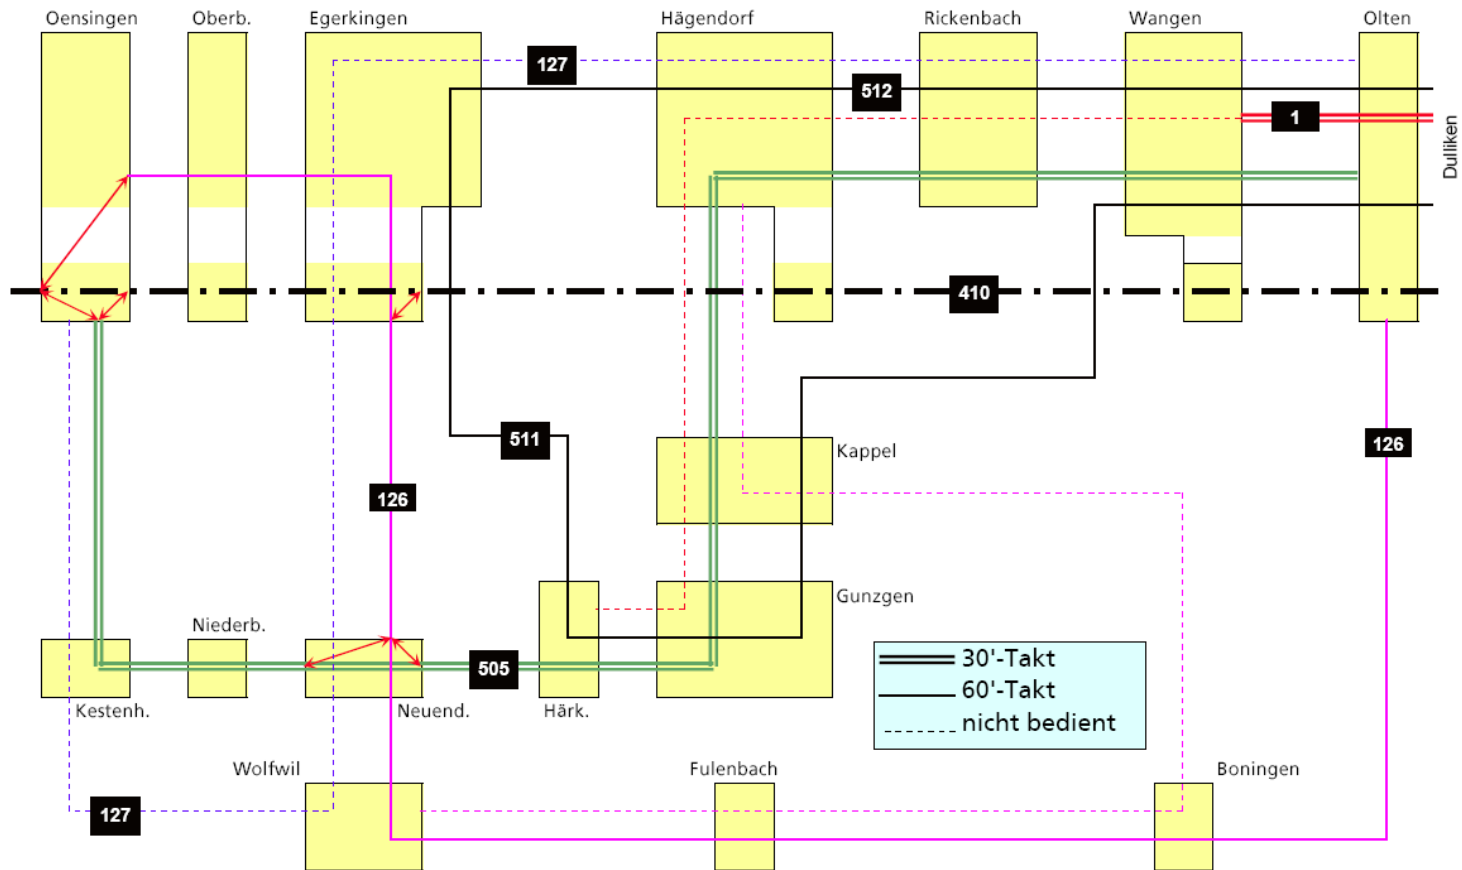 Oensingen
Oberb.
Egerkingen
Hägendorf
Rickenbach
Wangen
Olten
127
512
1
Dulliken
410
511
Kappel
126
126
Gunzgen
Niederb.
505
30'-Takt
60'-Takt
nicht bedient
Kestenh.
Neuend.
Härk.
Wolfwil
Fulenbach
Boningen
127